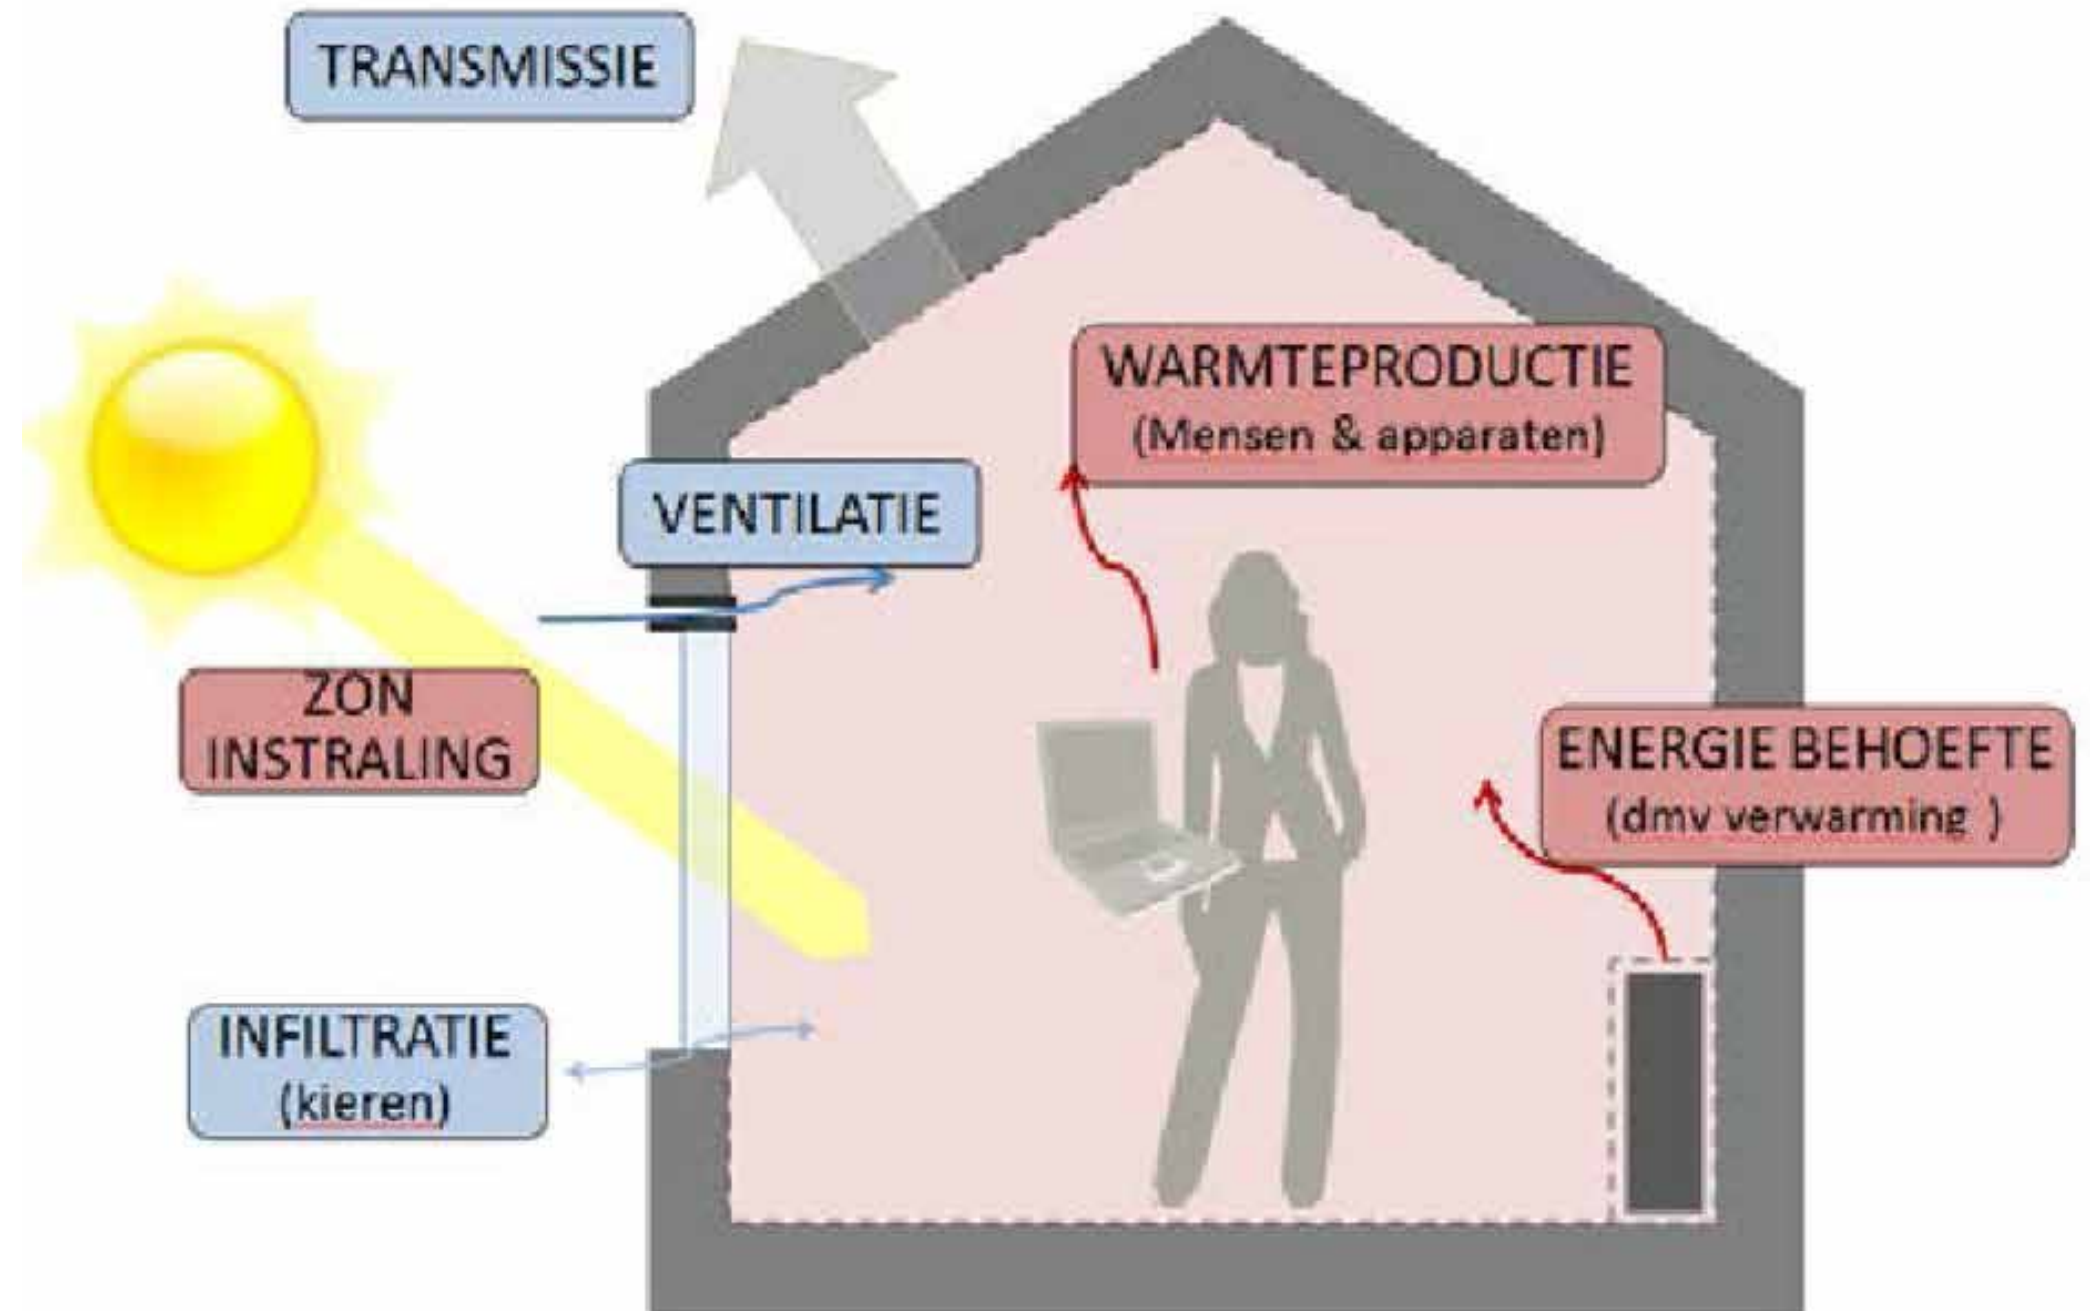 TRANSMISSIE
WARMTEPRODUCTIE
(Mensen & apparaten)
VENTILATIE
ZON
INSTRALING
ENERGIE BEHOEFTE
(dmv verwarming )
INFILTRATIE
(kieren)